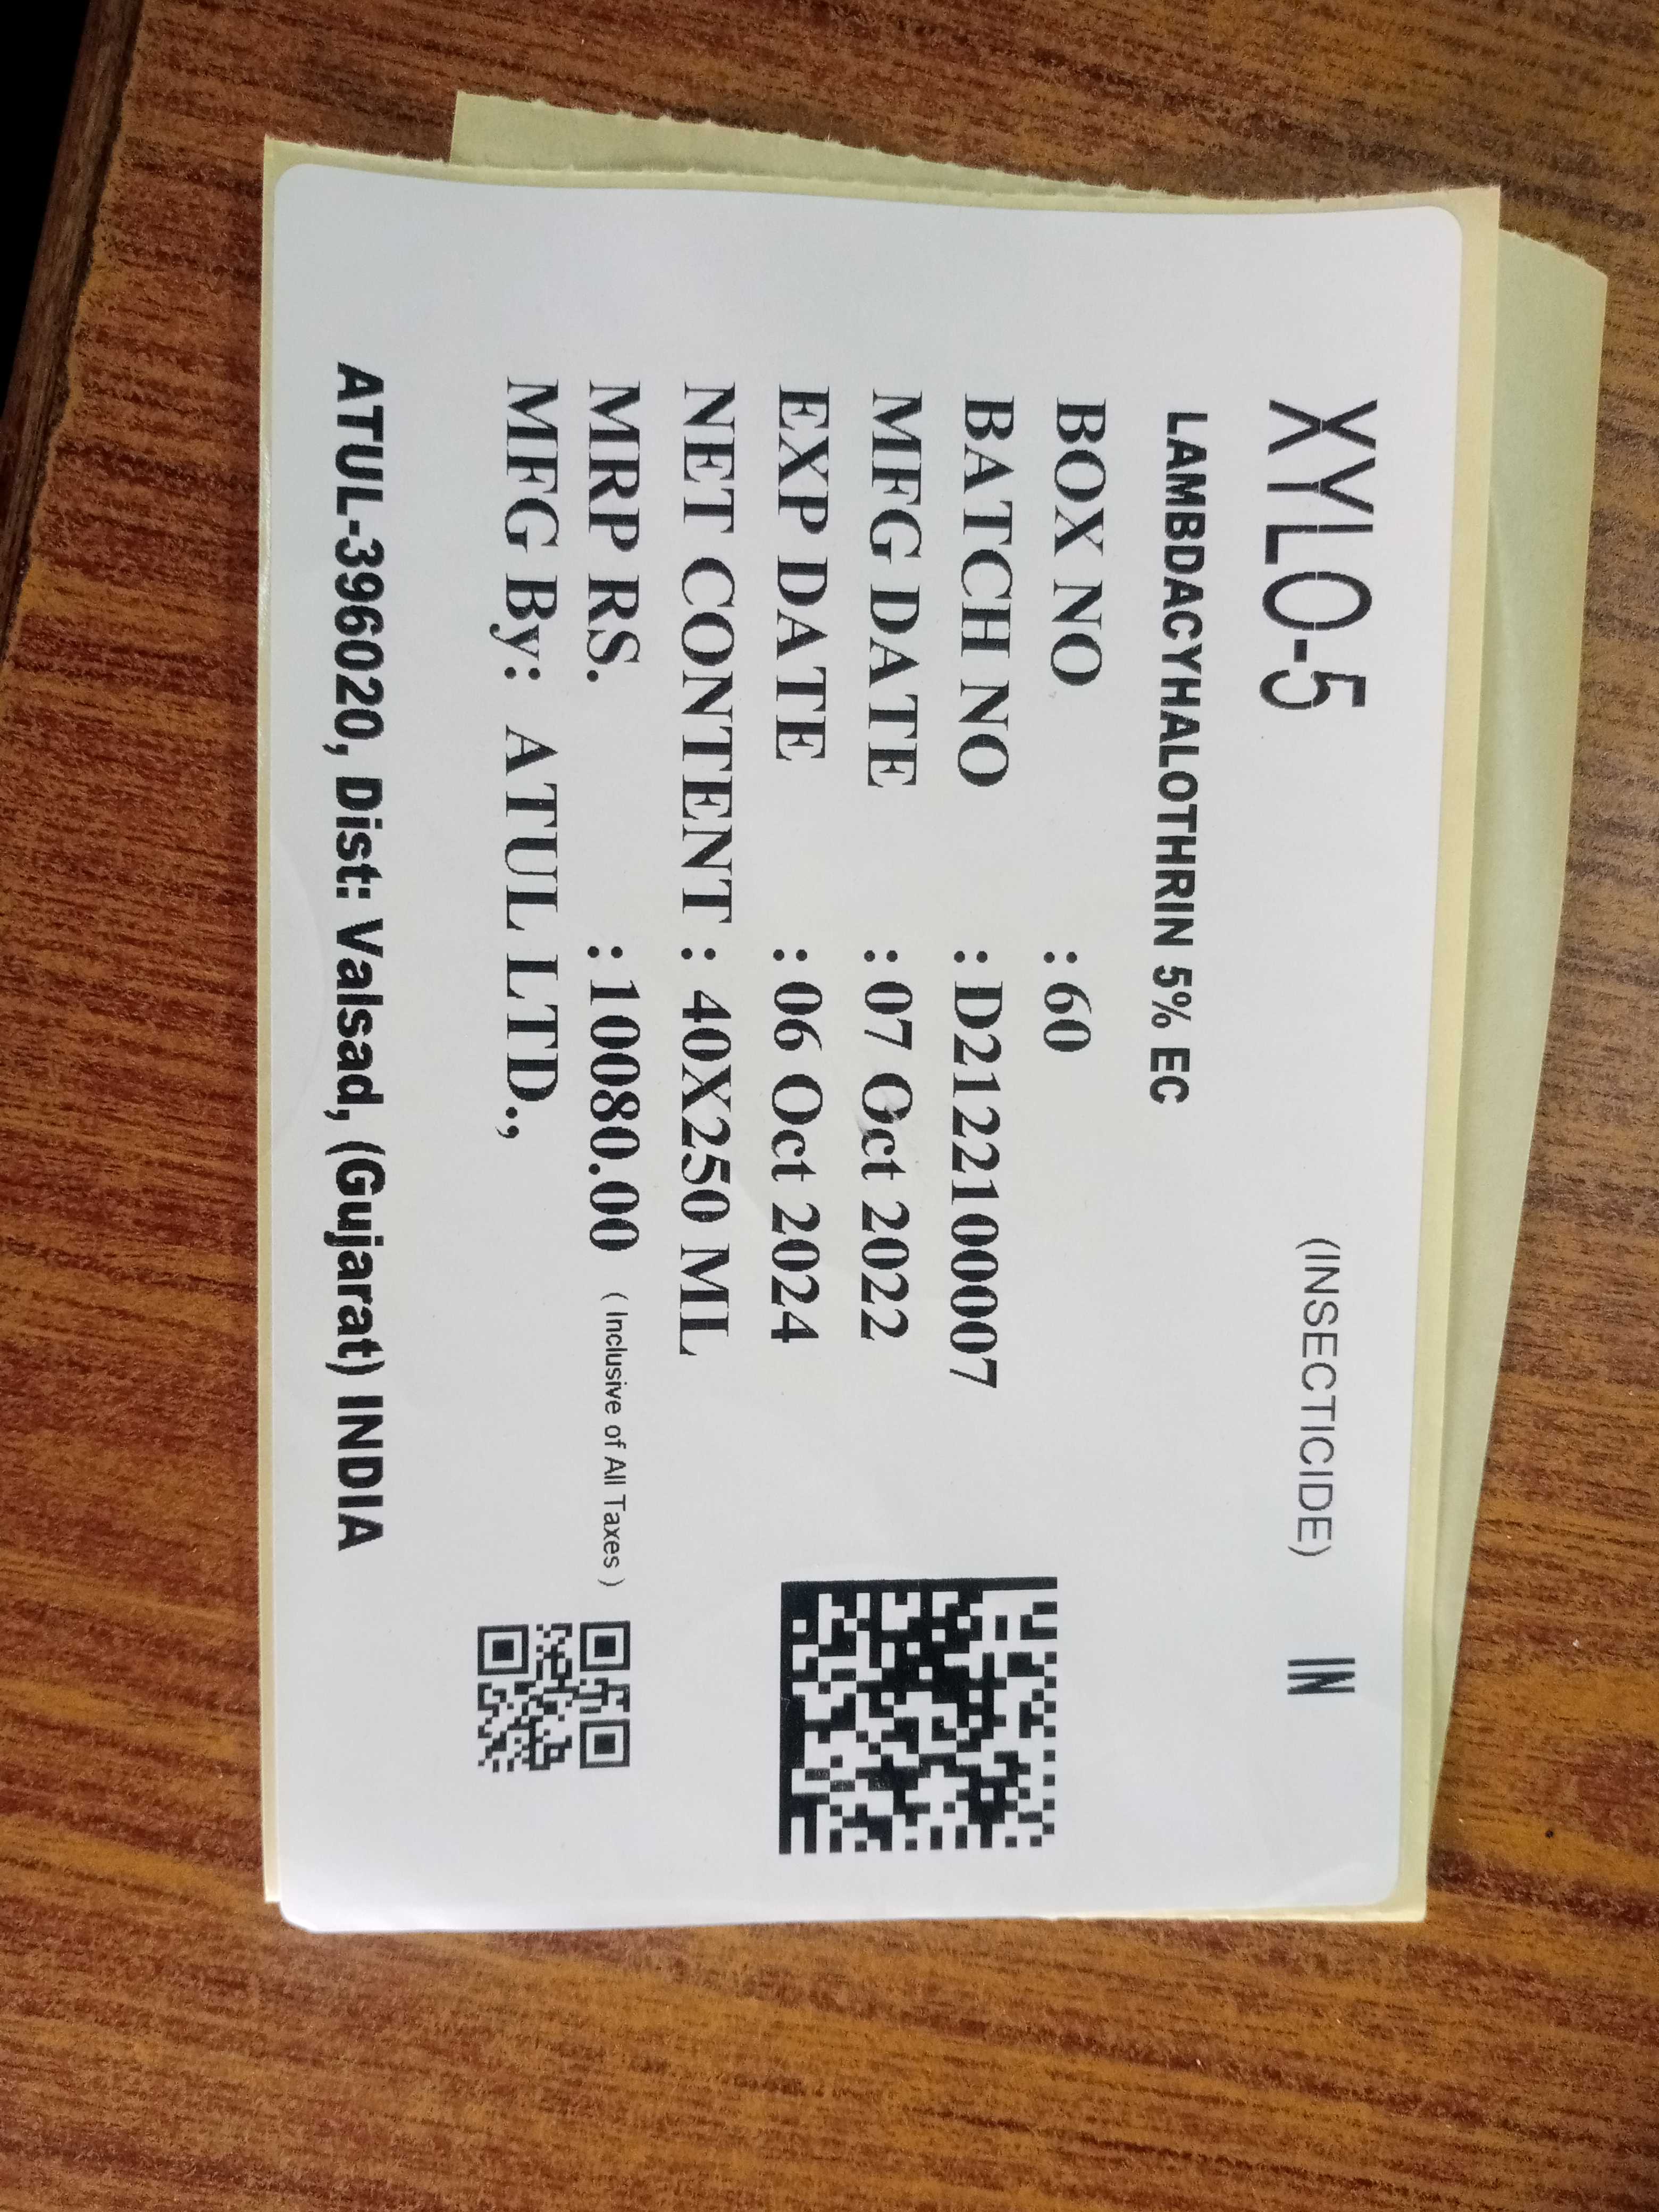 XYLO-5 (INSECTICIDE) IN
LAMBDACYHALOTHRIN 5% EC
BOX NO : 60
BATCH NO : D2122100007
MFG DATE : 07 Oct 2022
EXP DATE : 06 Oct 2024
NET CONTENT : 40X250 ML
MRP RS. : 10080.00 ( Inclusive of All Taxes )
MFG By: ATUL LTD.,
ATUL-396020, Dist: Valsad, (Gujarat) INDIA